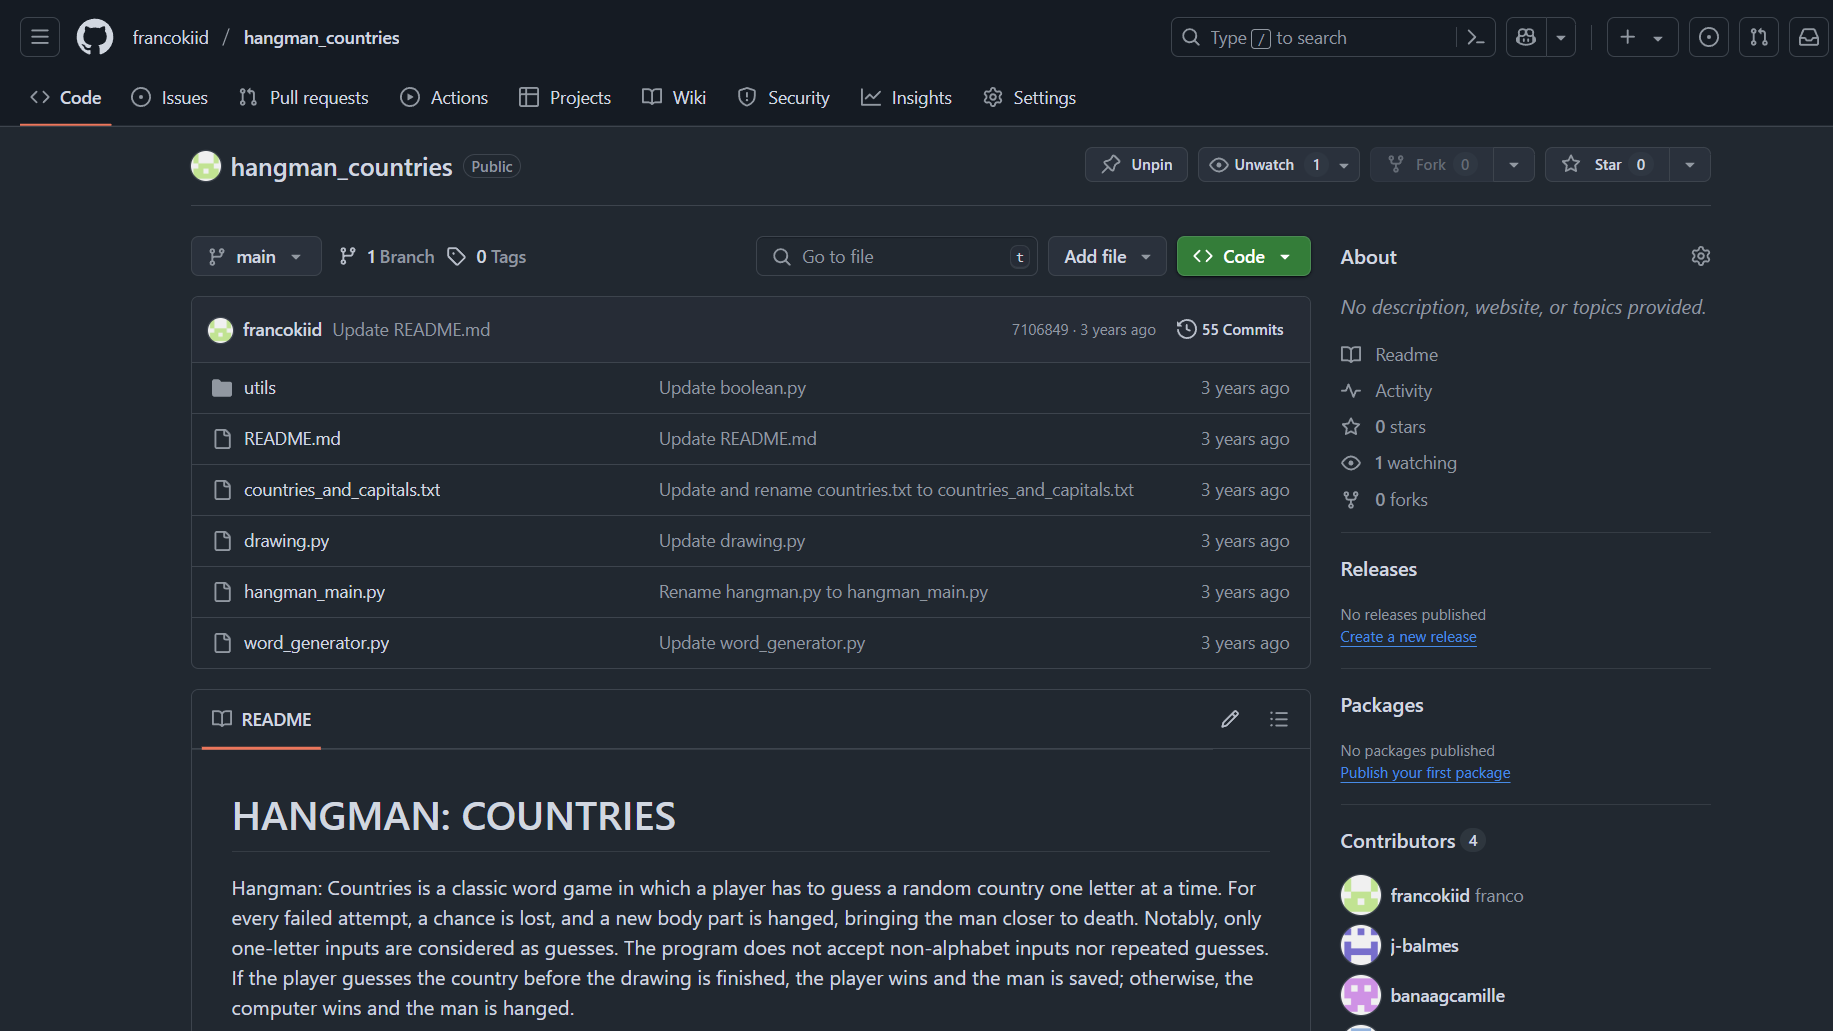 francokiid / hangman_countries
Type / to search
Code
Issues
Pull requests
Actions
Projects
Wiki
Security
Insights
Settings
hangman_countries Public
Unpin
Unwatch 1
Fork 0
Star 0
main
1 Branch
0 Tags
Go to file t
Add file
Code
francokiid Update README.md 7106849 · 3 years ago 55 Commits
utils Update boolean.py 3 years ago
README.md Update README.md 3 years ago
countries_and_capitals.txt Update and rename countries.txt to countries_and_capitals.txt 3 years ago
drawing.py Update drawing.py 3 years ago
hangman_main.py Rename hangman.py to hangman_main.py 3 years ago
word_generator.py Update word_generator.py 3 years ago
README
HANGMAN: COUNTRIES
Hangman: Countries is a classic word game in which a player has to guess a random country one letter at a time. For
every failed attempt, a chance is lost, and a new body part is hanged, bringing the man closer to death. Notably, only
one-letter inputs are considered as guesses. The program does not accept non-alphabet inputs nor repeated guesses.
If the player guesses the country before the drawing is finished, the player wins and the man is saved; otherwise, the
computer wins and the man is hanged.
About
No description, website, or topics provided.
Readme
Activity
0 stars
1 watching
0 forks
Releases
No releases published
Create a new release
Packages
No packages published
Publish your first package
Contributors 4
francokiid franco
j-balmes
banaagcamille